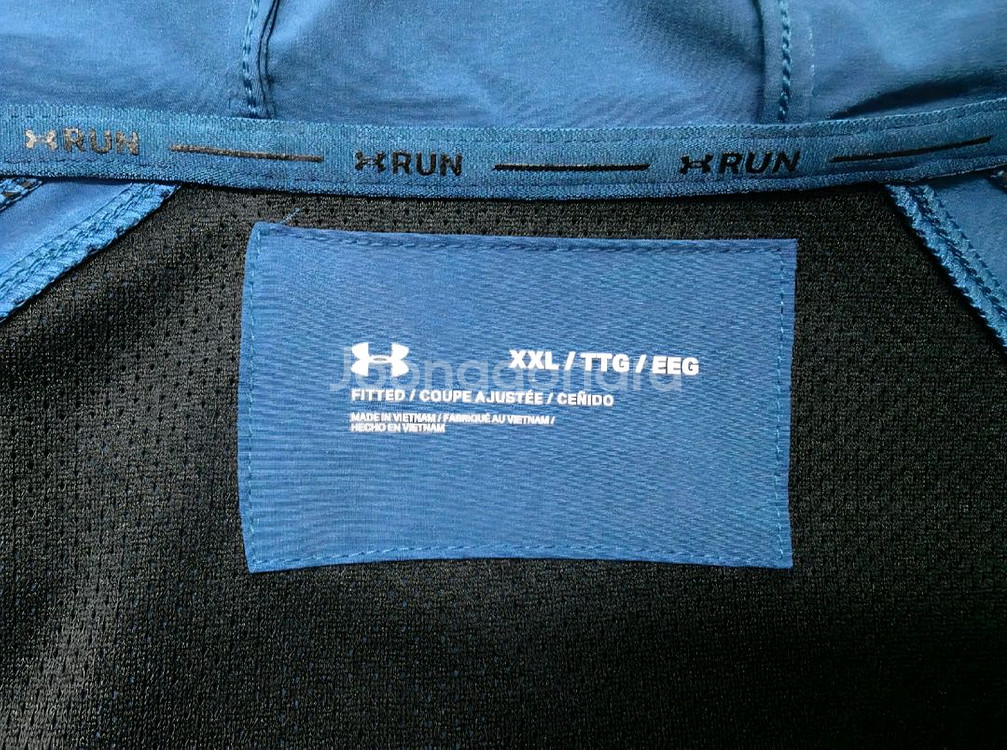 RUN RUN RUN
XXL / TTG / EEG
Joongonara
FITTED / COUPE AJUSTÉE / CEÑIDO
MADE IN VIETNAM / FABRIQUÉ AU VIETNAM /
HECHO EN VIETNAM